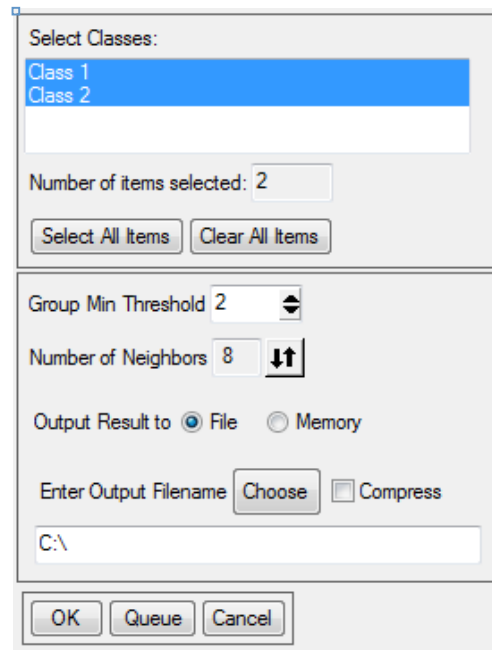 Select Classes:
Class 1
Class 2
Number of items selected: 2
Select All Items Clear All Items
Group Min Threshold 2
Number of Neighbors 8
Output Result to File Memory
Enter Output Filename Choose Compress
C:\
OK Queue Cancel